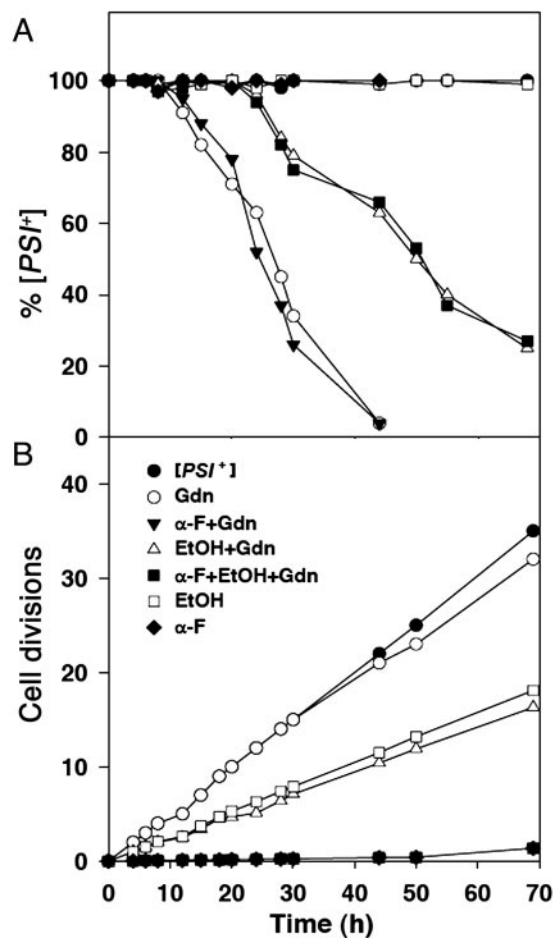 A
100
80
60
40
20
0
% [PSI⁺]
B
40
30
20
10
0
Cell divisions
[PSI⁺]
Gdn
α-F+Gdn
EtOH+Gdn
α-F+EtOH+Gdn
EtOH
α-F
0 10 20 30 40 50 60 70
Time (h)